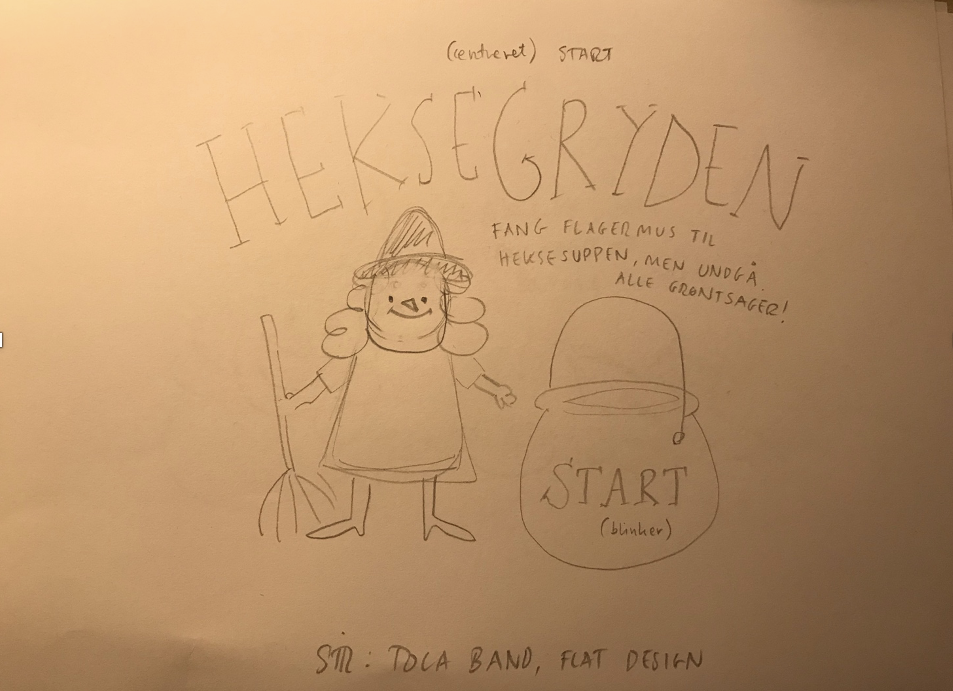 (centreret) START
HEKSEGRYDEN
FANG FLAGERMUS TIL
HEKSESUPPEN, MEN UNDGÅ
ALLE GRØNTSAGER!
START
(blinker)
STIL: TOCA BAND, FLAT DESIGN